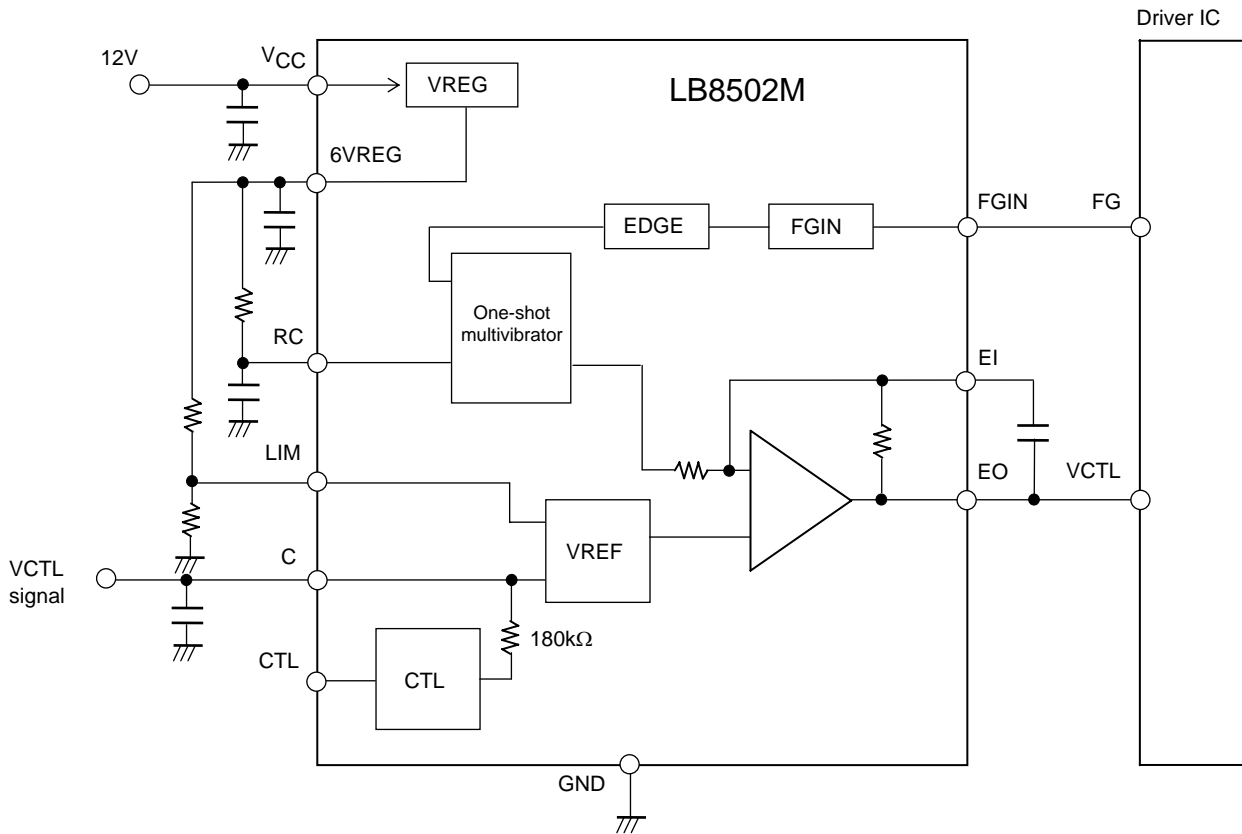 Driver IC
12V
VCC
VREG
LB8502M
6VREG
FGIN
FG
EDGE
FGIN
One-shot
multivibrator
RC
EI
LIM
EO
VCTL
C
VREF
VCTL
signal
180kΩ
CTL
CTL
GND